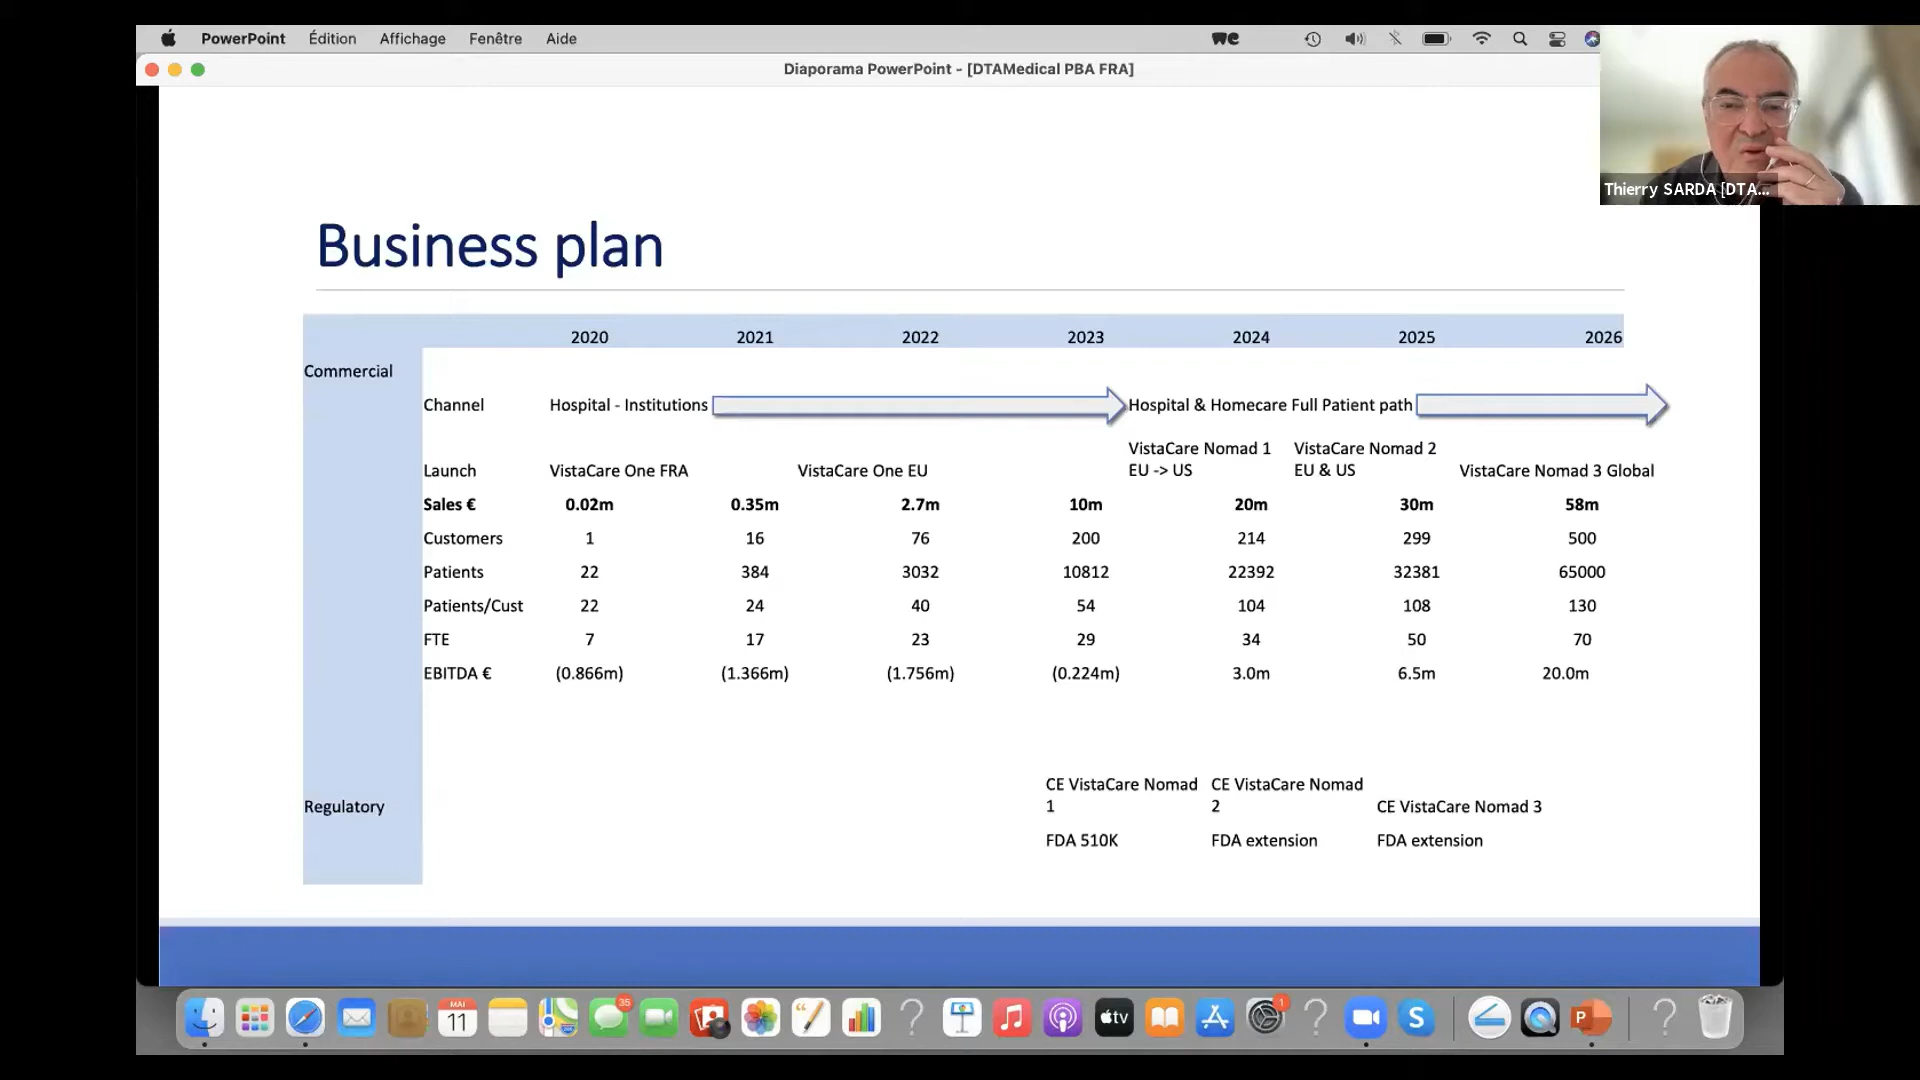 PowerPoint Édition Affichage Fenêtre Aide
Diaporama PowerPoint - [DTAMedical PBA FRA]
Thierry SARDA [DTA...
Business plan
2020 2021 2022 2023 2024 2025 2026
Commercial
Channel Hospital - Institutions Hospital & Homecare Full Patient path
VistaCare Nomad 1 VistaCare Nomad 2
Launch VistaCare One FRA VistaCare One EU EU -> US EU & US VistaCare Nomad 3 Global
Sales € 0.02m 0.35m 2.7m 10m 20m 30m 58m
Customers 1 16 76 200 214 299 500
Patients 22 384 3032 10812 22392 32381 65000
Patients/Cust 22 24 40 54 104 108 130
FTE 7 17 23 29 34 50 70
EBITDA € (0.866m) (1.366m) (1.756m) (0.224m) 3.0m 6.5m 20.0m
CE VistaCare Nomad CE VistaCare Nomad
Regulatory 1 2 CE VistaCare Nomad 3
FDA 510K FDA extension FDA extension
MAI
11
35
tv
1
S
P